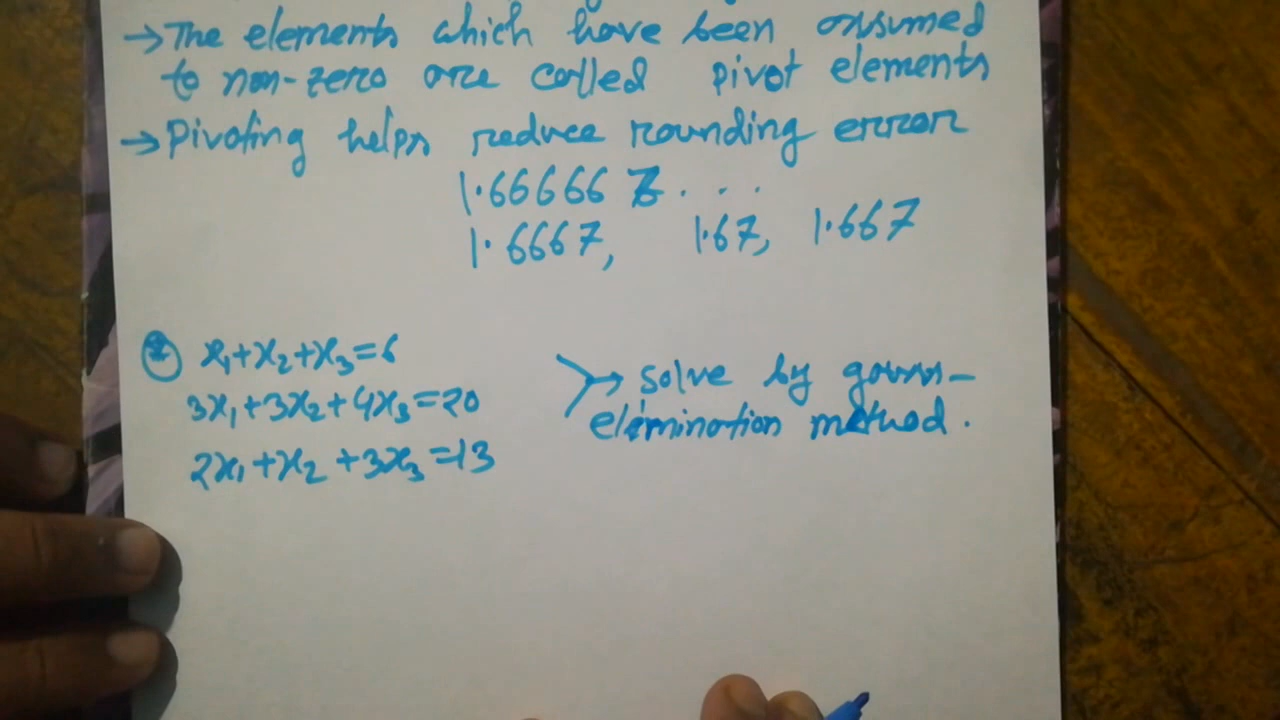 → The elements which have been assumed
to non-zero are called pivot elements
→ Pivoting helps reduce rounding error
1.66666 7 . . .
1.6667, 1.67, 1.667
x₁+x₂+x₃=6
3x₁+3x₂+4x₃=20
2x₁+x₂+3x₃=13
→ solve by gauss-
elimination method.